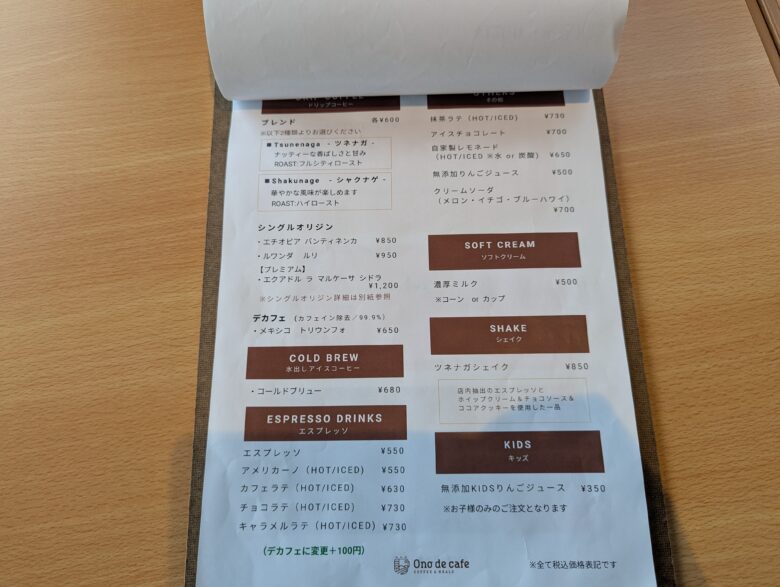 ドリップコーヒー
ブレンド 各¥600
※以下2種類よりお選びください
■Tsunenaga - ツネナガ -
ナッティーな香ばしさと甘み
ROAST:フルシティロースト
■Shakunage - シャクナゲ -
華やかな風味が楽しめます
ROAST:ハイロースト
シングルオリジン
・エチオピア バンティネンカ ¥850
・ルワンダ ルリ ¥950
【プレミアム】
・エクアドル ラ マルケーサ シドラ
¥1,200
※シングルオリジン詳細は別紙参照
デカフェ (カフェイン除去/99.9%)
・メキシコ トリウンフォ ¥650
COLD BREW
水出しアイスコーヒー
・コールドブリュー ¥680
ESPRESSO DRINKS
エスプレッソ
エスプレッソ ¥550
アメリカーノ(HOT/ICED) ¥550
カフェラテ(HOT/ICED) ¥630
チョコラテ(HOT/ICED) ¥730
キャラメルラテ(HOT/ICED) ¥730
(デカフェに変更+100円)
その他
抹茶ラテ(HOT/ICED) ¥730
アイスチョコレート ¥700
自家製レモネード
(HOT/ICED ※水 or 炭酸) ¥650
無添加りんごジュース ¥500
クリームソーダ
(メロン・イチゴ・ブルーハワイ)
¥700
SOFT CREAM
ソフトクリーム
濃厚ミルク ¥500
※コーン or カップ
SHAKE
シェイク
ツネナガシェイク ¥850
店内抽出のエスプレッソと
ホイップクリーム&チョコソース&
ココアクッキーを使用した一品
KIDS
キッズ
無添加KIDSりんごジュース ¥350
※お子様のみのご注文となります
Ono de cafe
COFFEE & MEALS
※全て税込価格表記です